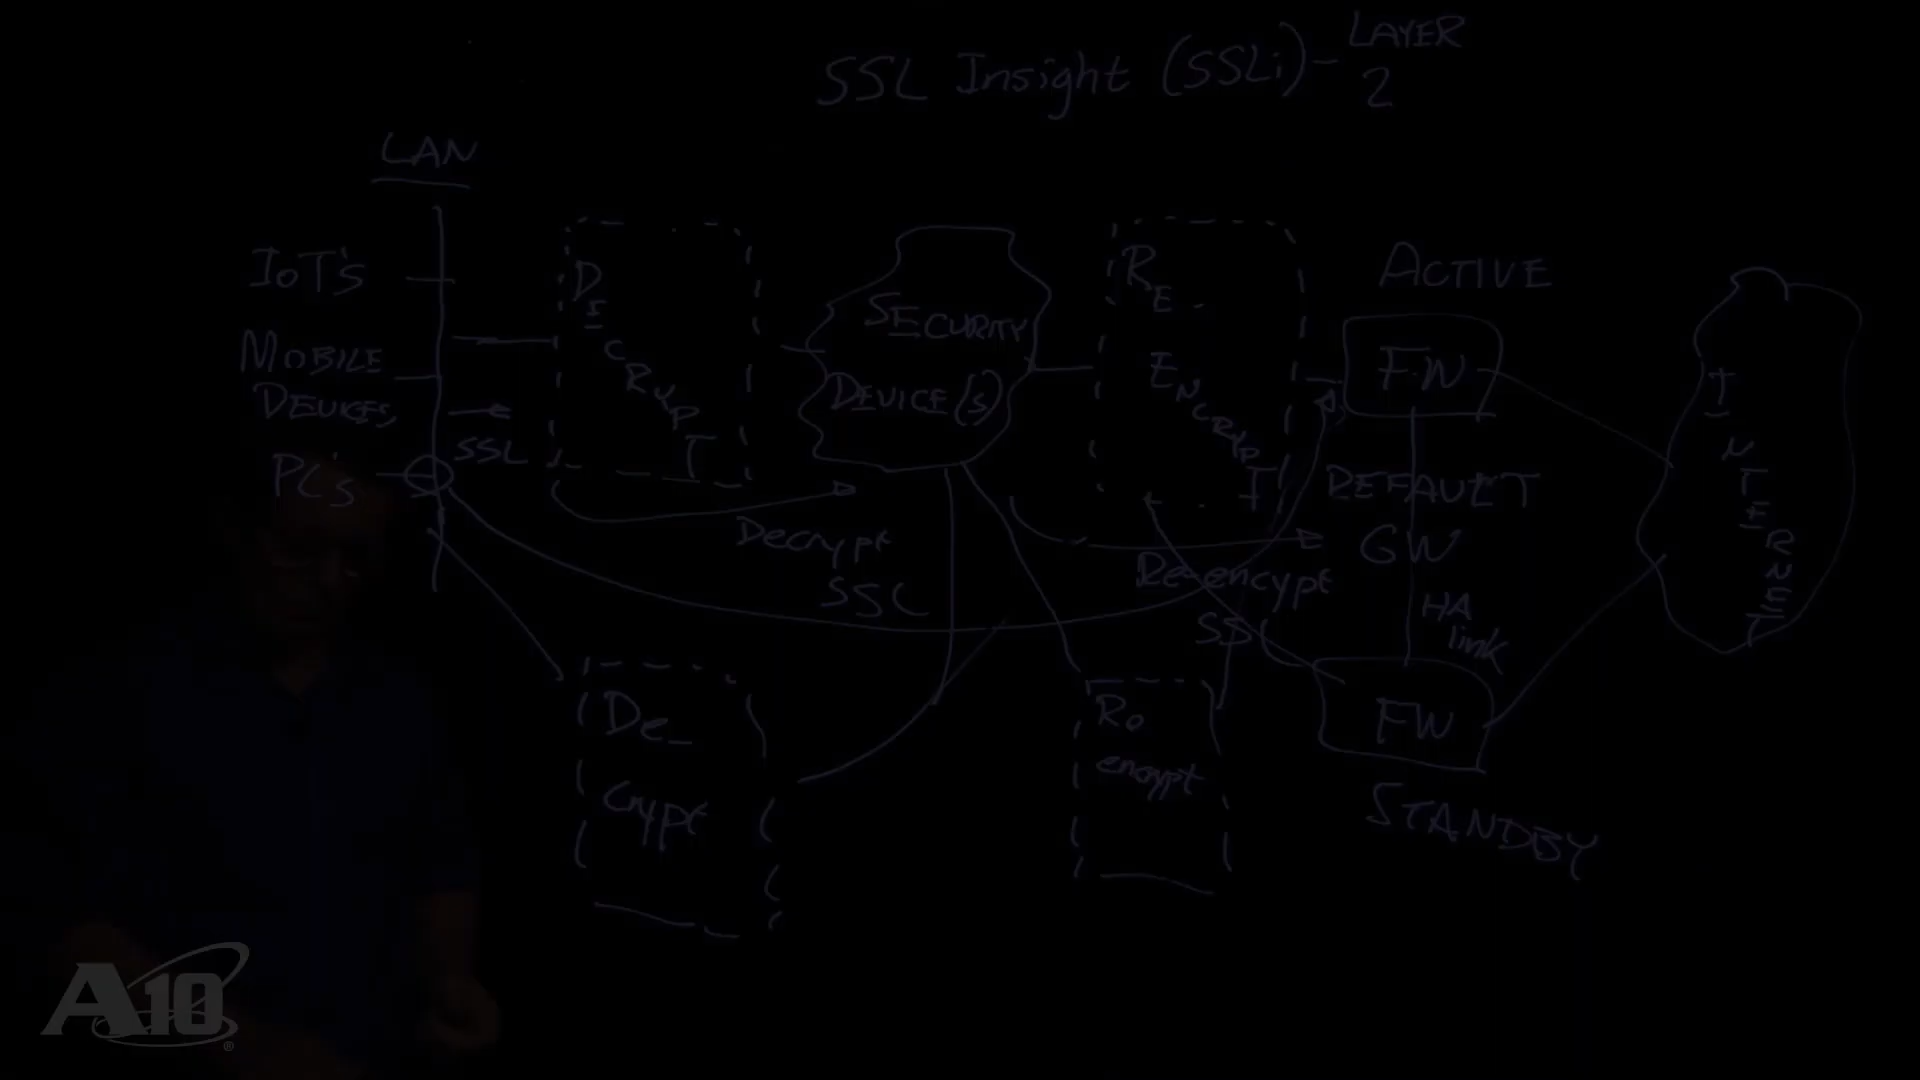 SSL Insight (SSLi) - LAYER 2
LAN
IoT's
MOBILE
DEVICES
PC's
SSL
DECRYPT
SECURITY
DEVICE(S)
RE
ENCRYPT
ACTIVE
FW
DEFAULT
GW
HA
link
FW
STANDBY
INTERNET
Decrypt
SSL
Re-encypt
SSL
De-
crypt
Re
encrypt
A10